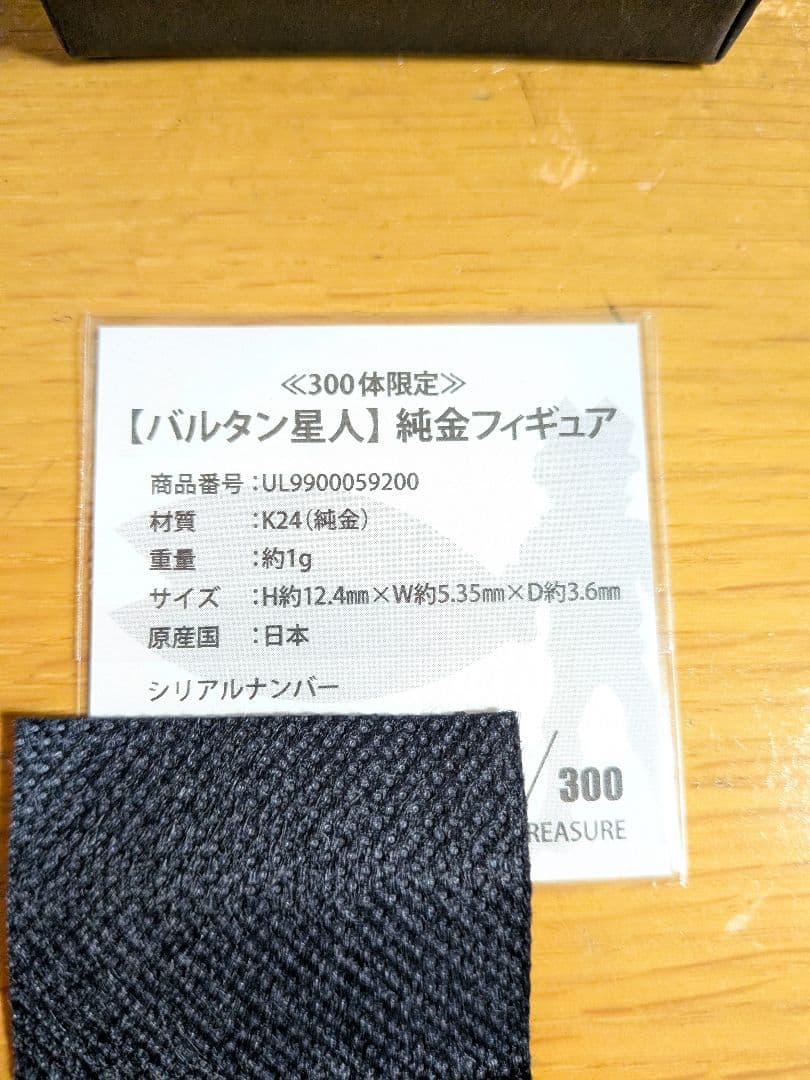 ≪300体限定≫
【バルタン星人】純金フィギュア
商品番号：UL9900059200
材質：K24（純金）
重量：約1g
サイズ：H約12.4㎜×W約5.35㎜×D約3.6㎜
原産国：日本
シリアルナンバー
/300
REASURE